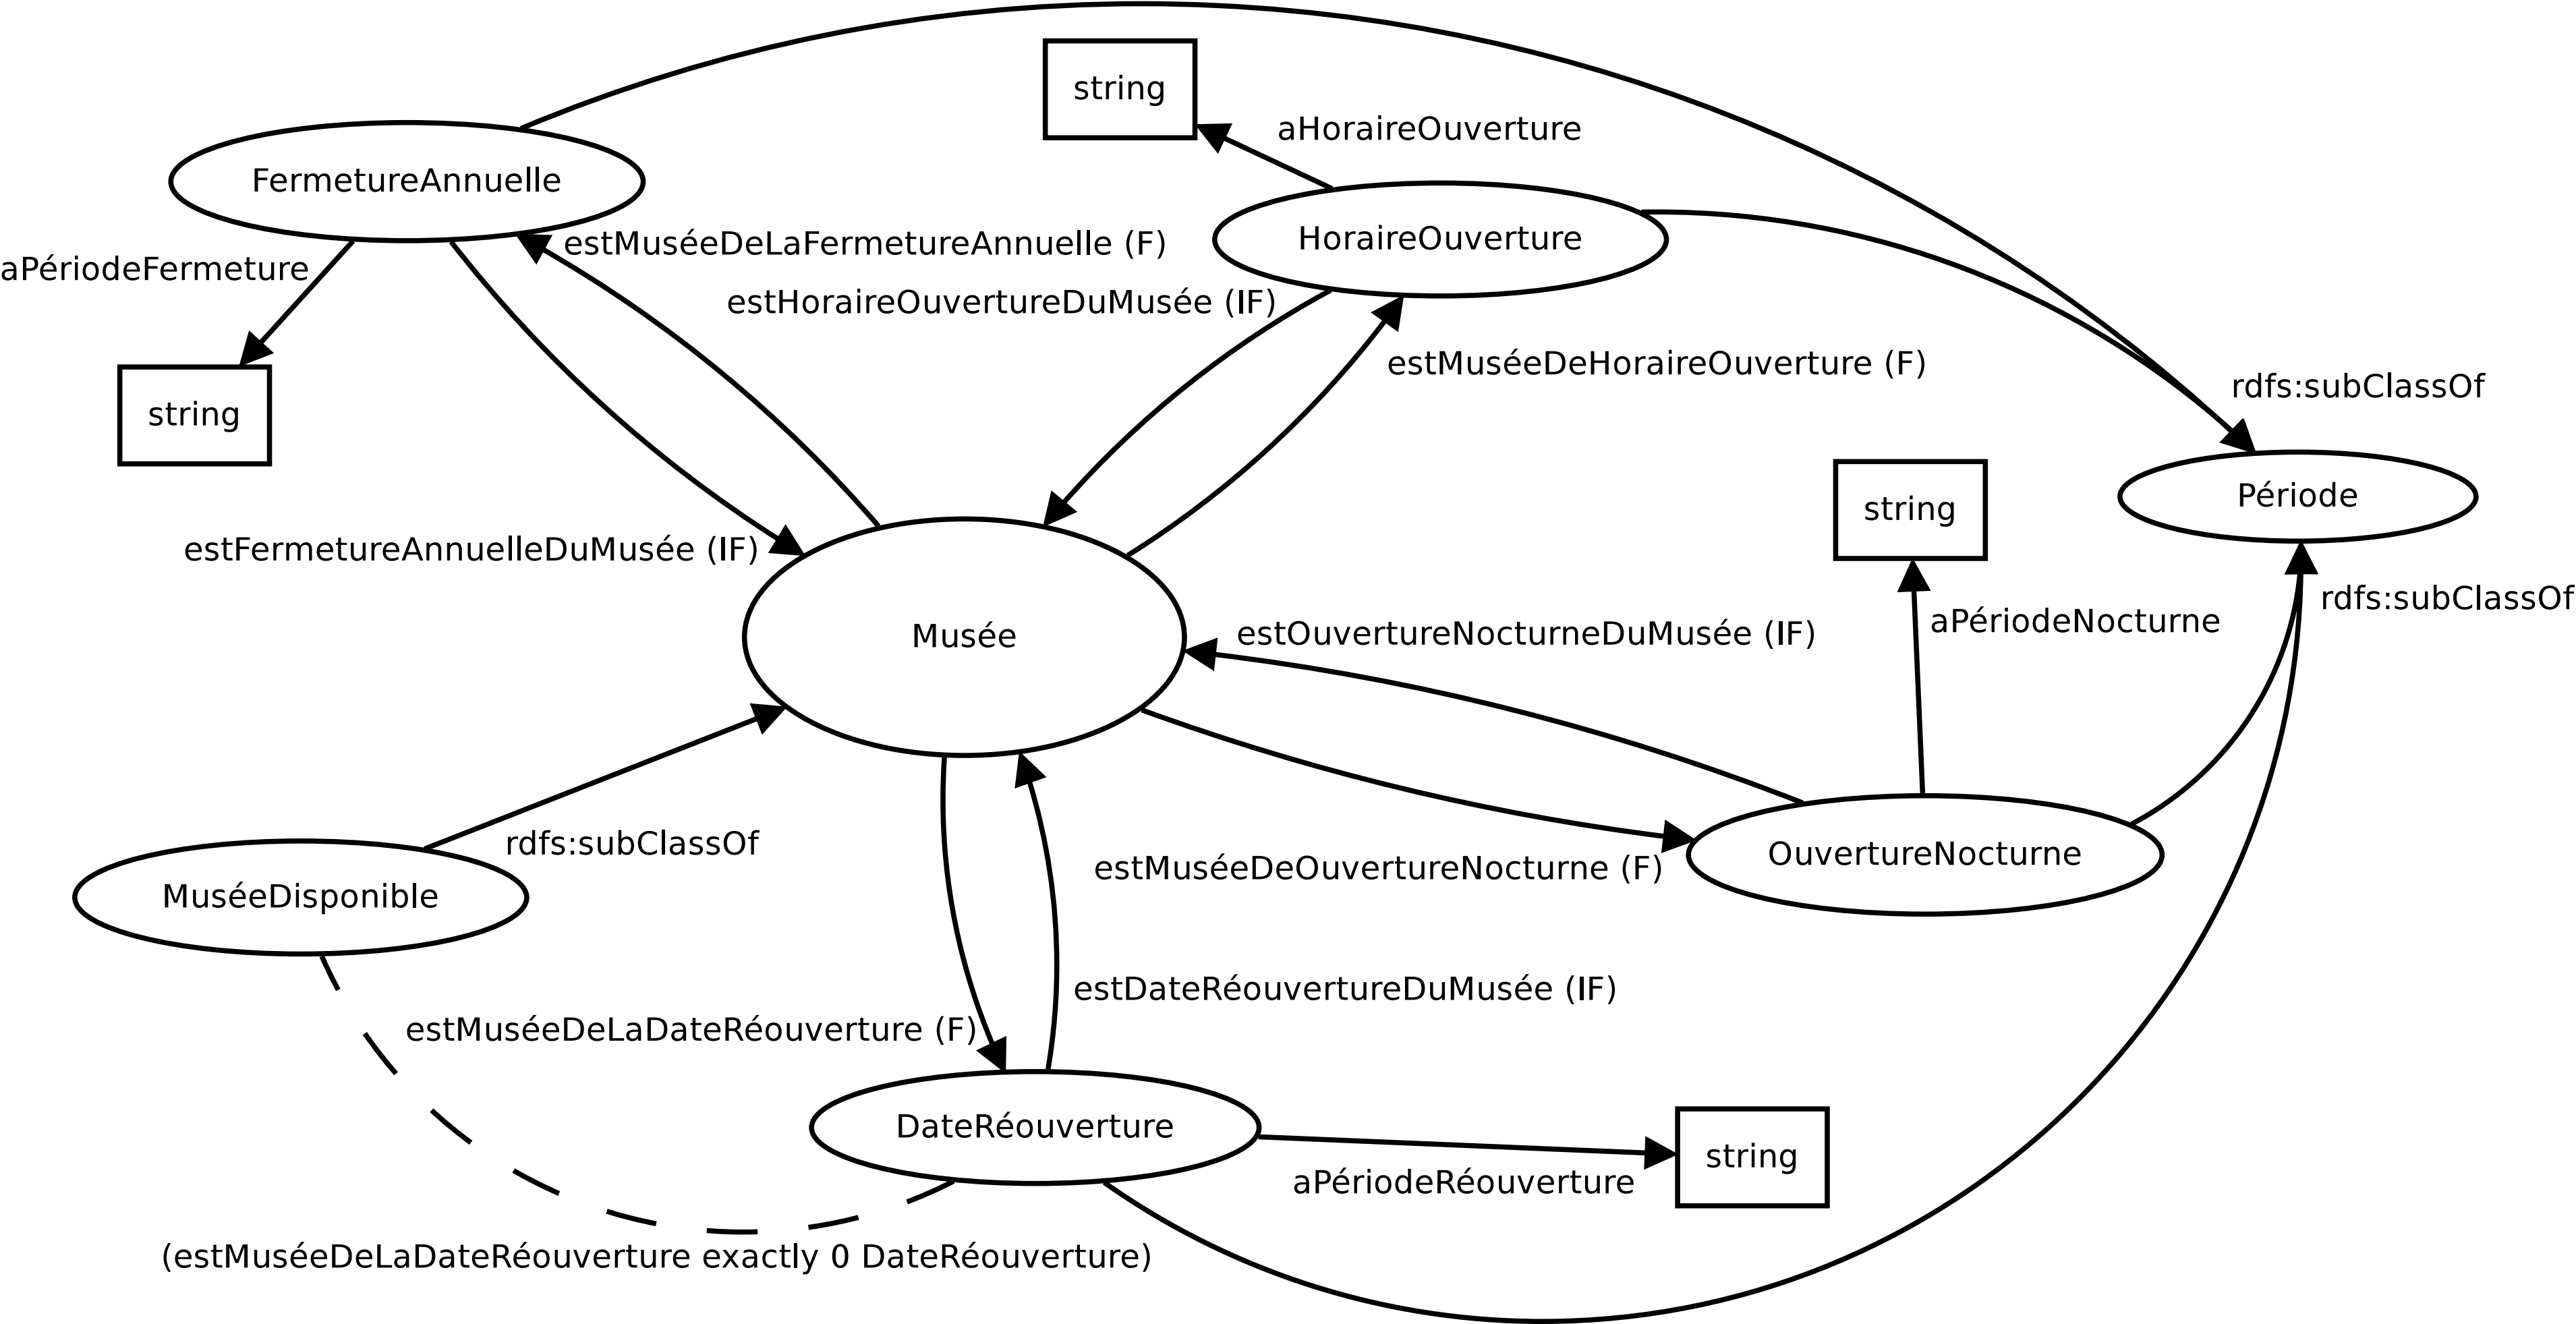 string
aHoraireOuverture
FermetureAnnuelle
HoraireOuverture
estMuséeDeLaFermetureAnnuelle (F)
aPériodeFermeture
estHoraireOuvertureDuMusée (IF)
estMuséeDeHoraireOuverture (F)
rdfs:subClassOf
string
Période
string
estFermetureAnnuelleDuMusée (IF)
rdfs:subClassOf
aPériodeNocturne
Musée
estOuvertureNocturneDuMusée (IF)
rdfs:subClassOf
OuvertureNocturne
estMuséeDeOuvertureNocturne (F)
MuséeDisponible
estDateRéouvertureDuMusée (IF)
estMuséeDeLaDateRéouverture (F)
DateRéouverture
string
aPériodeRéouverture
(estMuséeDeLaDateRéouverture exactly 0 DateRéouverture)